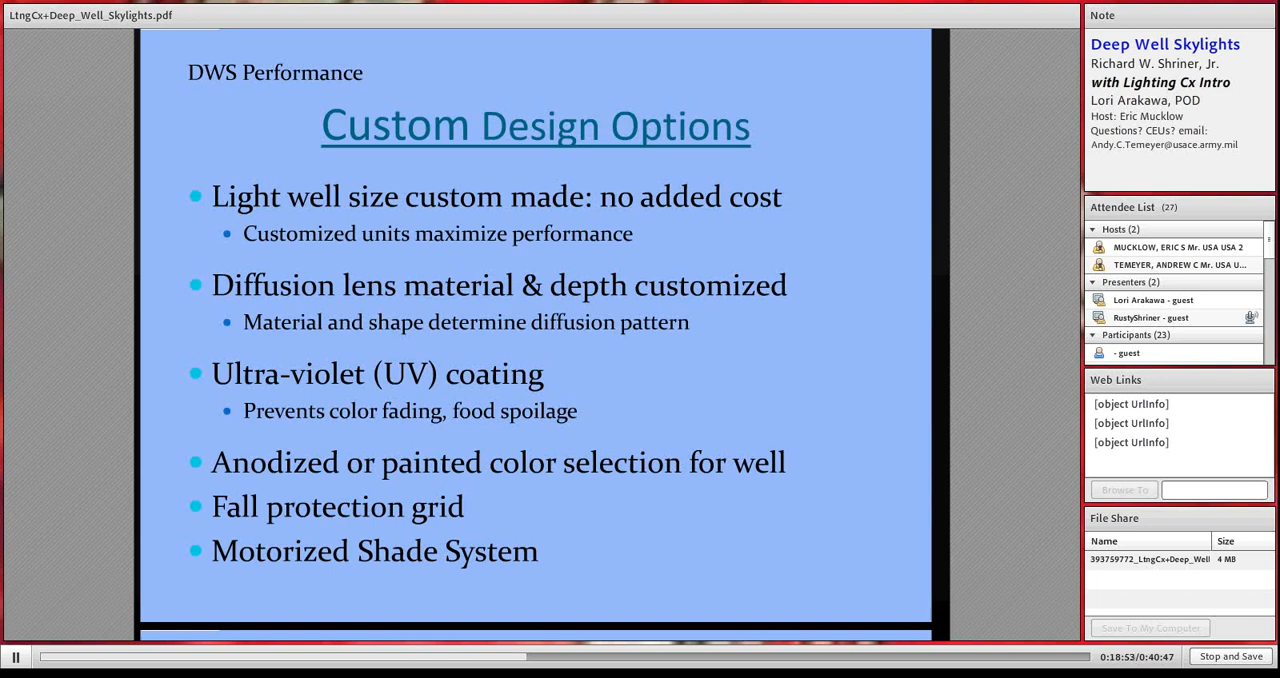 LtngCx+Deep_Well_Skylights.pdf
DWS Performance
Custom Design Options
Light well size custom made: no added cost
Customized units maximize performance
Diffusion lens material & depth customized
Material and shape determine diffusion pattern
Ultra-violet (UV) coating
Prevents color fading, food spoilage
Anodized or painted color selection for well
Fall protection grid
Motorized Shade System
Note
Deep Well Skylights
Richard W. Shriner, Jr.
with Lighting Cx Intro
Lori Arakawa, POD
Host: Eric Mucklow
Questions? CEUs? email:
Andy.C.Temeyer@usace.army.mil
Attendee List (27)
Hosts (2)
MUCKLOW, ERIC S Mr. USA USA 2
TEMEYER, ANDREW C Mr. USA U...
Presenters (2)
Lori Arakawa - guest
RustyShriner - guest
Participants (23)
- guest
Web Links
[object UrlInfo]
[object UrlInfo]
[object UrlInfo]
Browse To
File Share
Name Size
393759772_LtngCx+Deep_Well 4 MB
Save To My Computer
0:18:53/0:40:47 Stop and Save